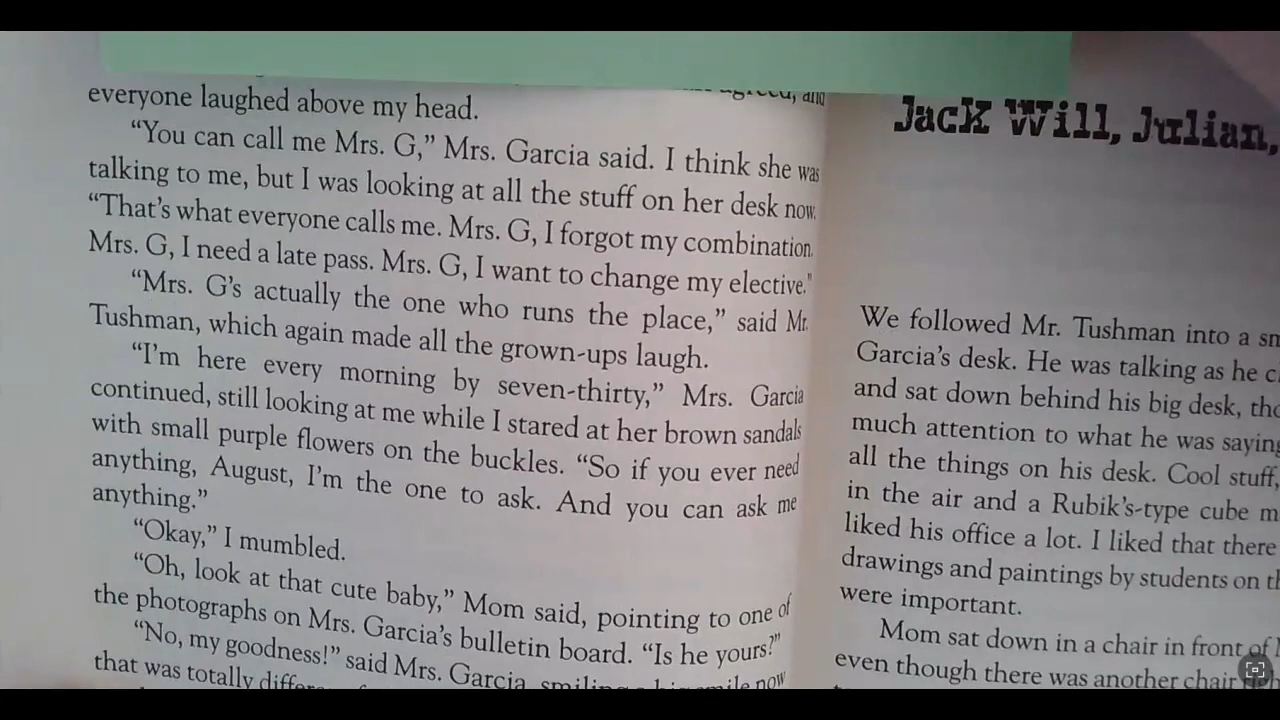 agreed, and
everyone laughed above my head.
“You can call me Mrs. G,” Mrs. Garcia said. I think she was
talking to me, but I was looking at all the stuff on her desk now.
“That’s what everyone calls me. Mrs. G, I forgot my combination.
Mrs. G, I need a late pass. Mrs. G, I want to change my elective.”
“Mrs. G’s actually the one who runs the place,” said Mr.
Tushman, which again made all the grown-ups laugh.
“I’m here every morning by seven-thirty,” Mrs. Garcia
continued, still looking at me while I stared at her brown sandals
with small purple flowers on the buckles. “So if you ever need
anything, August, I’m the one to ask. And you can ask me
anything.”
“Okay,” I mumbled.
“Oh, look at that cute baby,” Mom said, pointing to one of
the photographs on Mrs. Garcia’s bulletin board. “Is he yours?”
“No, my goodness!” said Mrs. Garcia, smiling a big smile now
that was totally
Jack Will, Julian,
We followed Mr. Tushman into a sm
Garcia’s desk. He was talking as he c
and sat down behind his big desk, tho
much attention to what he was saying
all the things on his desk. Cool stuff,
in the air and a Rubik’s-type cube m
liked his office a lot. I liked that there
drawings and paintings by students on th
were important.
Mom sat down in a chair in front of
even though there was another chair